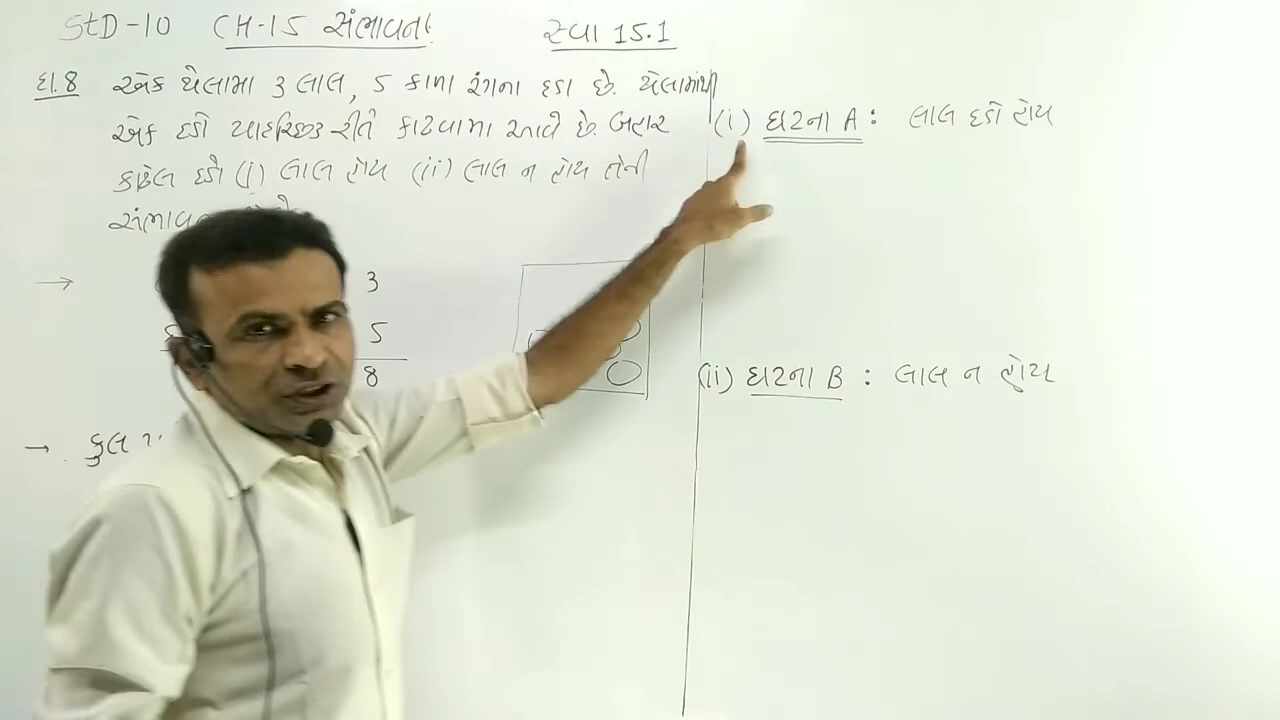 STD-10 CH-15 સંભાવના સ્વા 15.1
દા.8 એક થેલામા 3 લાલ, 5 કાળા રંગના દડા છે. થેલામાંથી
એક દડો યાદચ્છિક રીતે કાઢવામા આવે છે. બહાર
કાઢેલ દડો (i) લાલ હોય (ii) લાલ ન હોય તેની
→ 3
5
8
→ કુલ
(i) ઘટના A : લાલ દડો હોય
(ii) ઘટના B : લાલ ન હોય